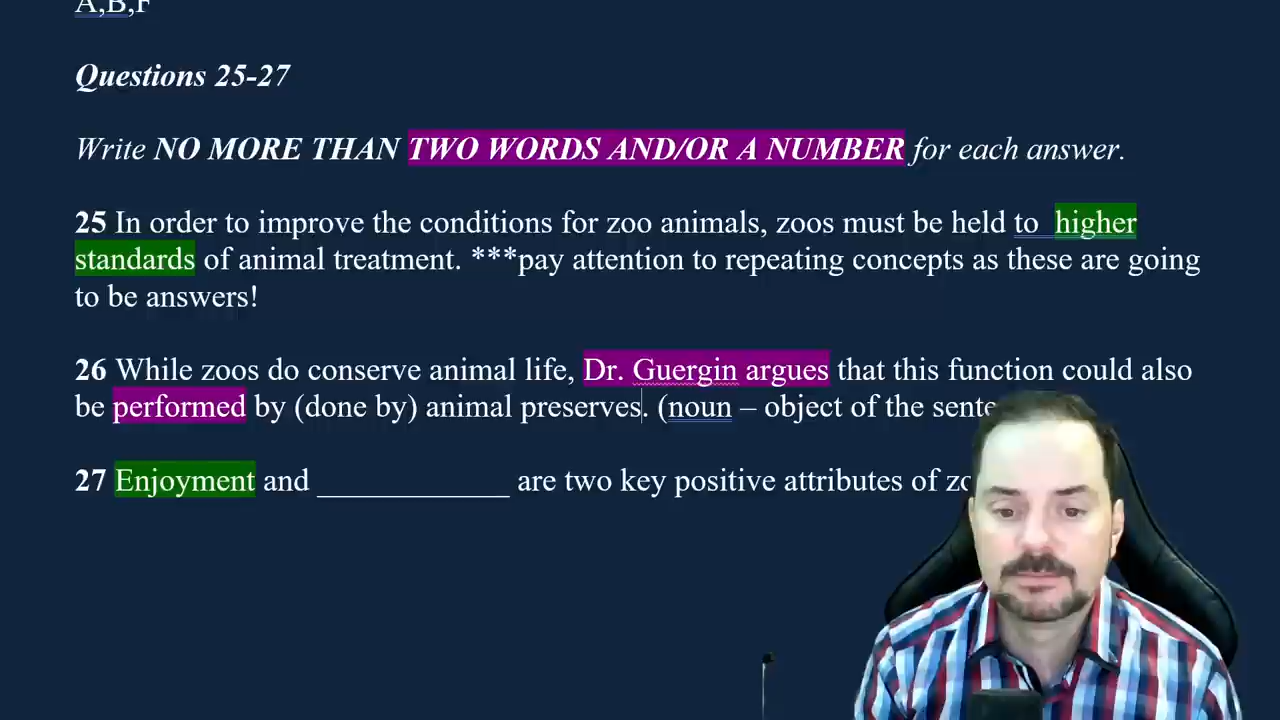 A,B,F
Questions 25-27
Write NO MORE THAN TWO WORDS AND/OR A NUMBER for each answer.
25 In order to improve the conditions for zoo animals, zoos must be held to higher
standards of animal treatment. ***pay attention to repeating concepts as these are going
to be answers!
26 While zoos do conserve animal life, Dr. Guergin argues that this function could also
be performed by (done by) animal preserves. (noun – object of the
27 Enjoyment and ____________ are two key positive attributes of